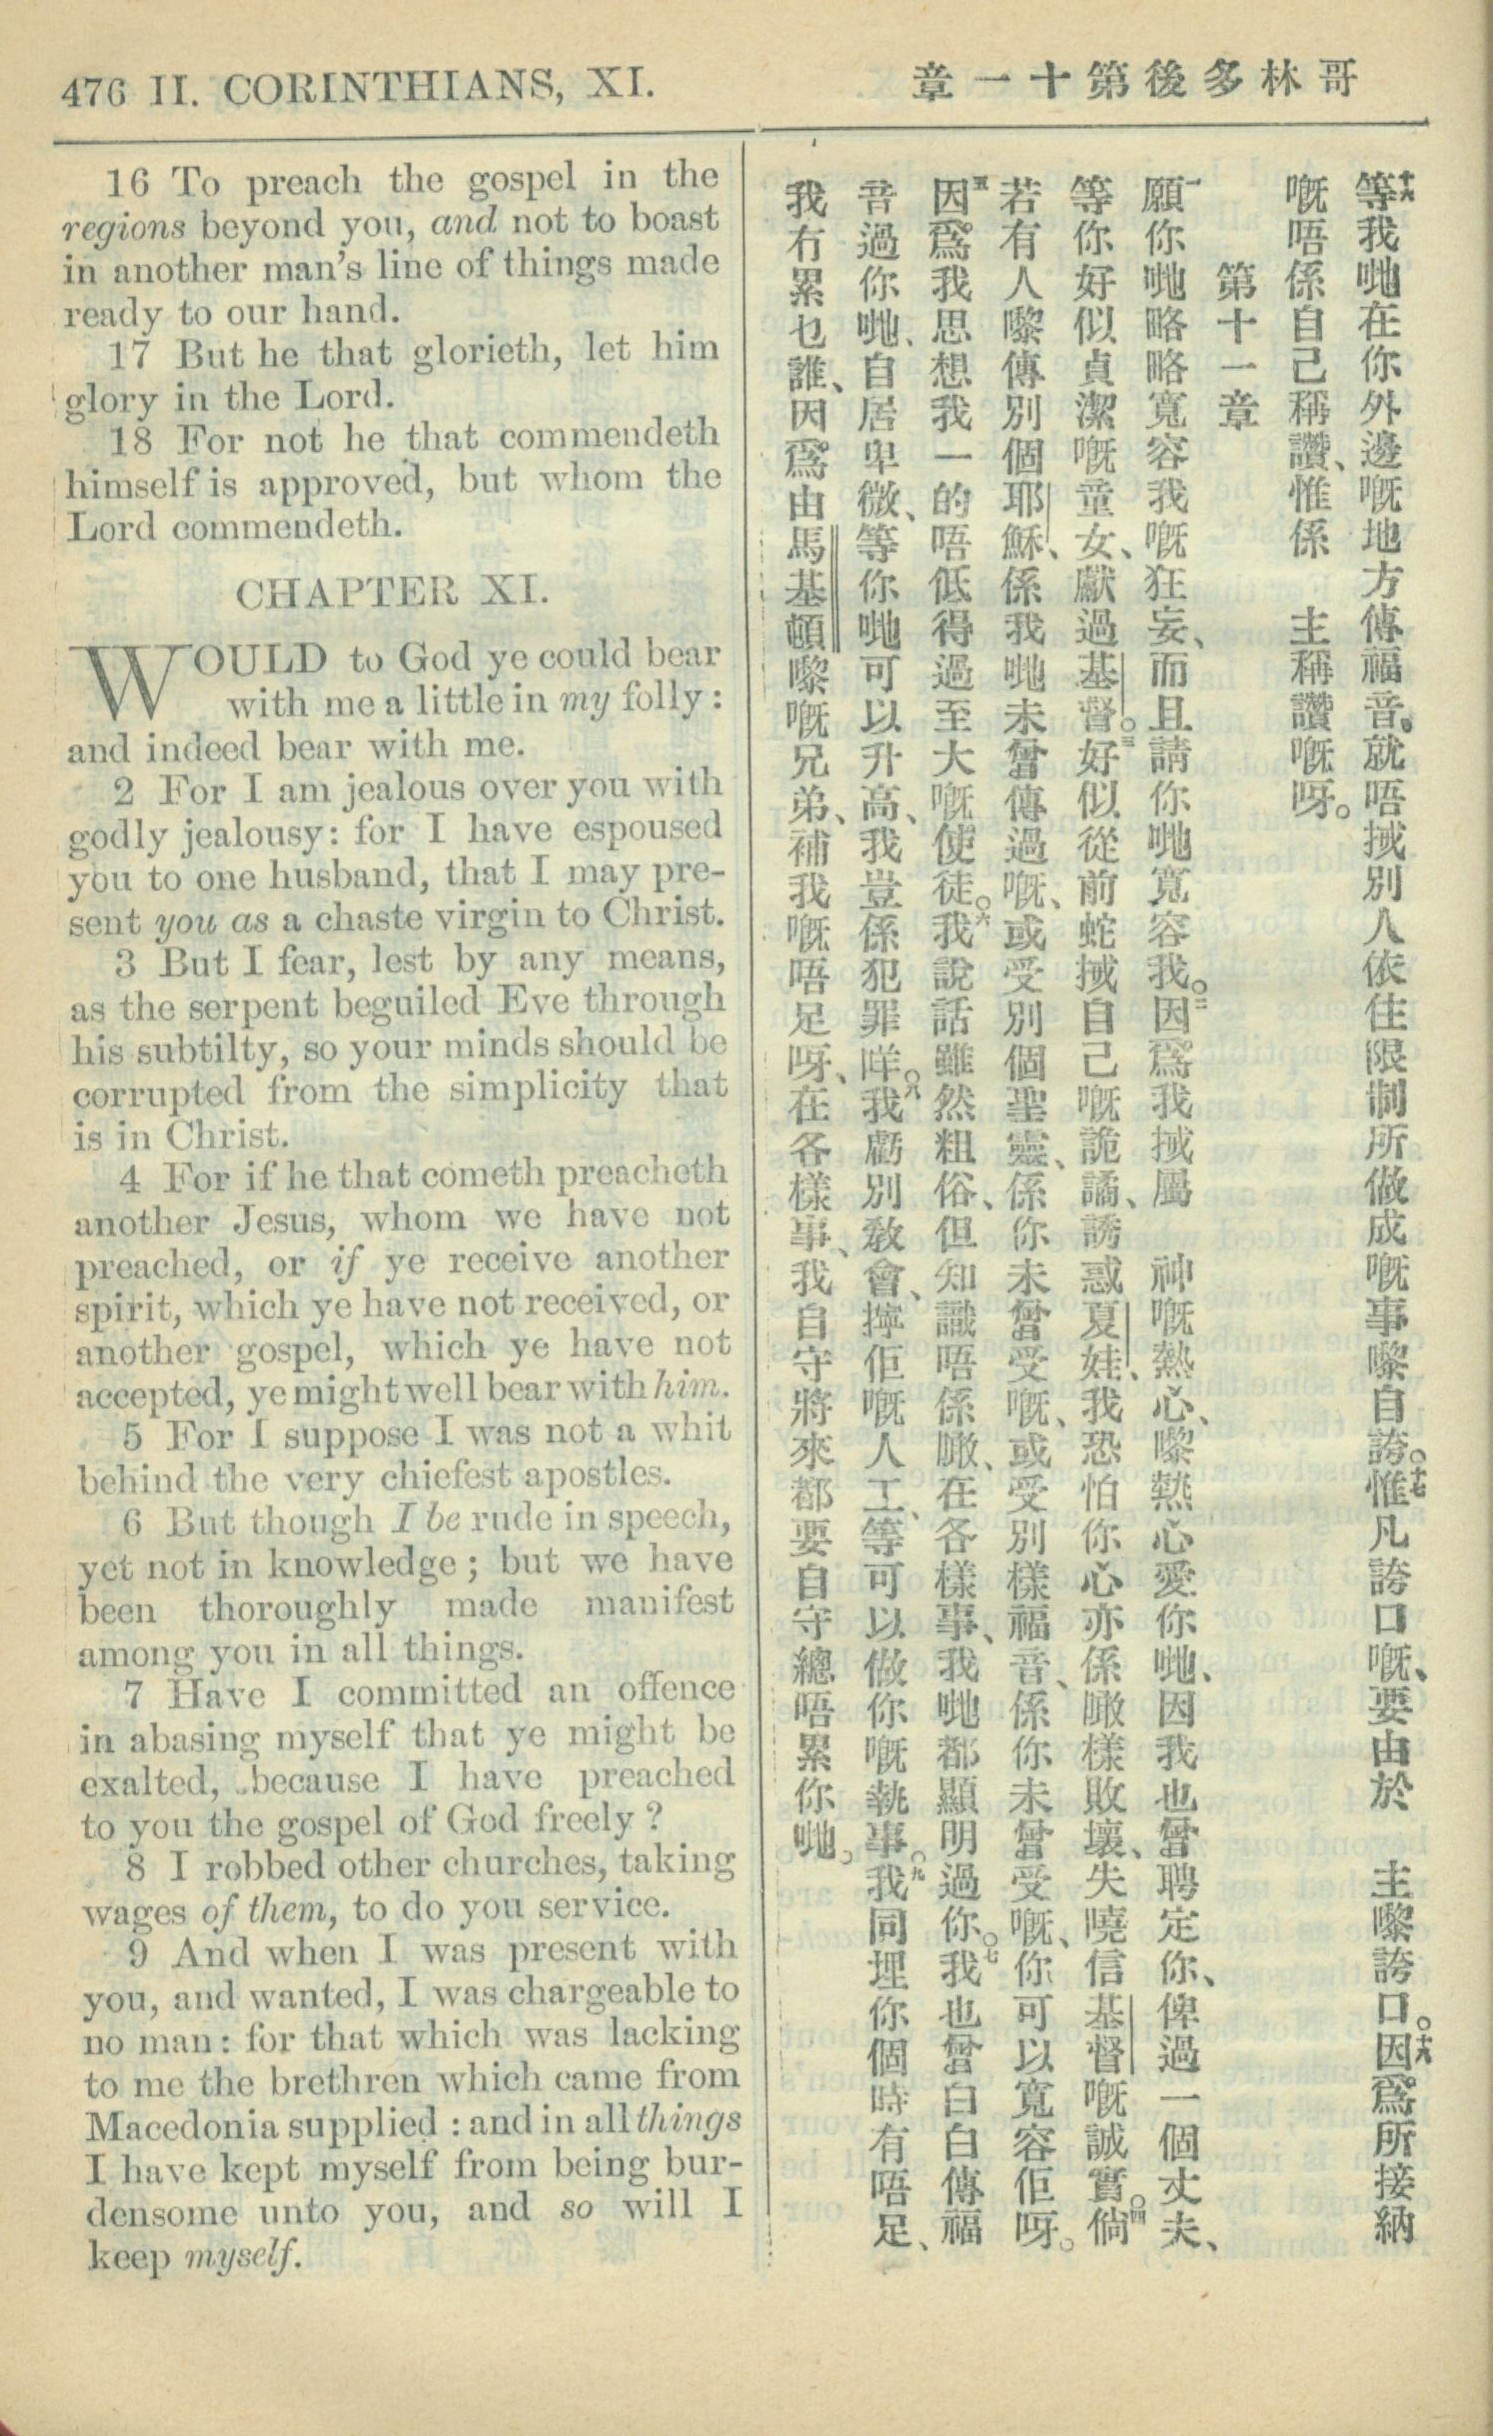 476 II. CORINTHIANS, XI.
哥林多後第十一章
16 To preach the gospel in the
regions beyond you, and not to boast
in another man's line of things made
ready to our hand.
17 But he that glorieth, let him
glory in the Lord.
18 For not he that commendeth
himself is approved, but whom the
Lord commendeth.
CHAPTER XI.
WOULD to God ye could bear
with me a little in my folly:
and indeed bear with me.
2 For I am jealous over you with
godly jealousy: for I have espoused
you to one husband, that I may pre-
sent you as a chaste virgin to Christ.
3 But I fear, lest by any means,
as the serpent beguiled Eve through
his subtilty, so your minds should be
corrupted from the simplicity that
is in Christ.
4 For if he that cometh preacheth
another Jesus, whom we have not
preached, or if ye receive another
spirit, which ye have not received, or
another gospel, which ye have not
accepted, ye might well bear with him.
5 For I suppose I was not a whit
behind the very chiefest apostles.
6 But though I be rude in speech,
yet not in knowledge; but we have
been thoroughly made manifest
among you in all things.
7 Have I committed an offence
in abasing myself that ye might be
exalted, because I have preached
to you the gospel of God freely?
8 I robbed other churches, taking
wages of them, to do you service.
9 And when I was present with
you, and wanted, I was chargeable to
no man: for that which was lacking
to me the brethren which came from
Macedonia supplied: and in all things
I have kept myself from being bur-
densome unto you, and so will I
keep myself.
十六等我哋在你外邊嘅地方傳福音。就唔𢬿別人依住限制所做成嘅事嚟自誇。十七惟凡誇口嘅、要由於 主嚟誇口。十八因爲所接納
嘅唔係自己稱讚、惟係 主稱讚嘅呀。
第十一章
一願你哋略略寬容我嘅狂妄、而且請你哋寬容我。二因爲我𢬿屬 神嘅熱心、嚟熱心愛你哋、因我也曾聘定你、俾過一個丈夫、
等你好似貞潔嘅童女、獻過基督。三好似從前蛇𢬿自己嘅詭譎、誘惑夏娃、我恐怕你心亦係噉樣敗壞、失曉信基督嘅誠實。四倘
若有人嚟傳別個耶穌、係我哋未曾傳過嘅、或受別個聖靈、係你未曾受嘅、或受別樣福音、係你未曾受嘅、你可以寬容佢呀。
五因爲我思想我一的唔低得過至大嘅使徒。六我說話雖然粗俗、但知識唔係噉、在各樣事、我哋都顯明過你。七我也曾白白傳福
音過你哋、自居卑微、等你哋可以升高、我豈係犯罪咩。八我虧別敎會、擰佢嘅人工、等可以做你嘅執事。九我同埋你個時有唔足、
我冇累乜誰、因爲由馬基頓嚟嘅兄弟、補我嘅唔足呀、在各樣事、我自守將來都要自守總唔累你哋。